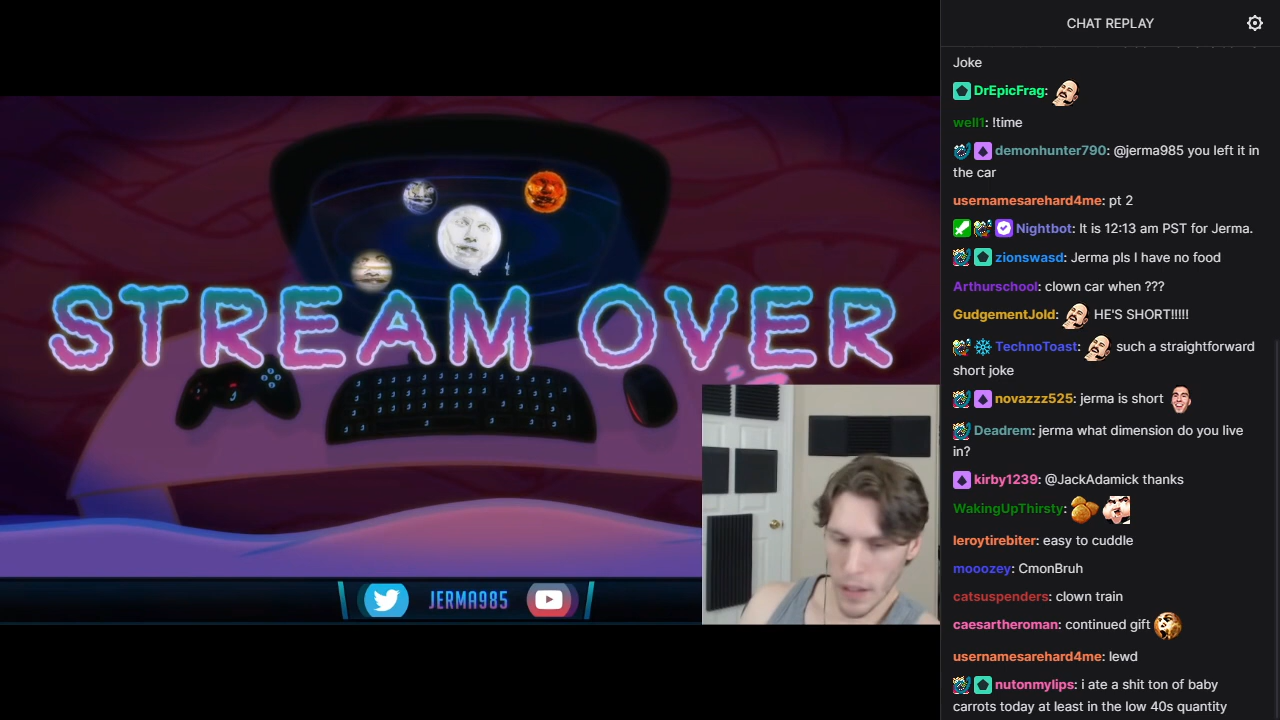 STREAM OVER
JERMA985
CHAT REPLAY
Joke
DrEpicFrag:
well1: !time
demonhunter790: @jerma985 you left it in
the car
usernamesarehard4me: pt 2
Nightbot: It is 12:13 am PST for Jerma.
zionswasd: Jerma pls I have no food
Arthurschool: clown car when ???
GudgementJold: HE'S SHORT!!!!!
TechnoToast: such a straightforward
short joke
novazzz525: jerma is short
Deadrem: jerma what dimension do you live
in?
kirby1239: @JackAdamick thanks
WakingUpThirsty:
leroytirebiter: easy to cuddle
mooozey: CmonBruh
catsuspenders: clown train
caesartheroman: continued gift
usernamesarehard4me: lewd
nutonmylips: i ate a shit ton of baby
carrots today at least in the low 40s quantity